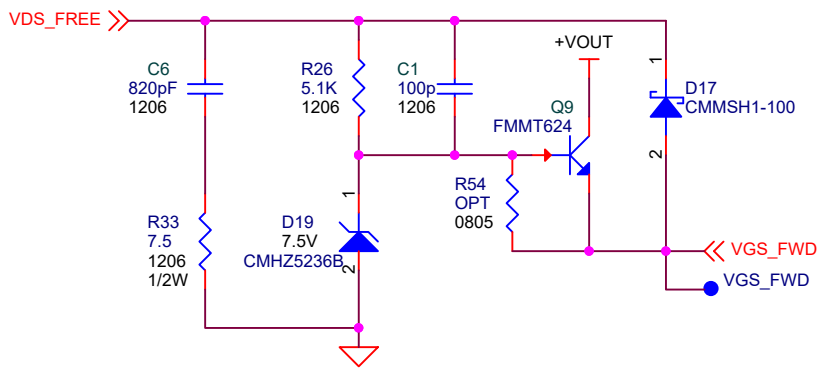 VDS_FREE
C6
820pF
1206
R26
5.1K
1206
C1
100p
1206
+VOUT
Q9
FMMT624
1
D17
CMMSH1-100
2
R33
7.5
1206
1/2W
1
D19
7.5V
CMHZ5236B
2
R54
OPT
0805
VGS_FWD
VGS_FWD